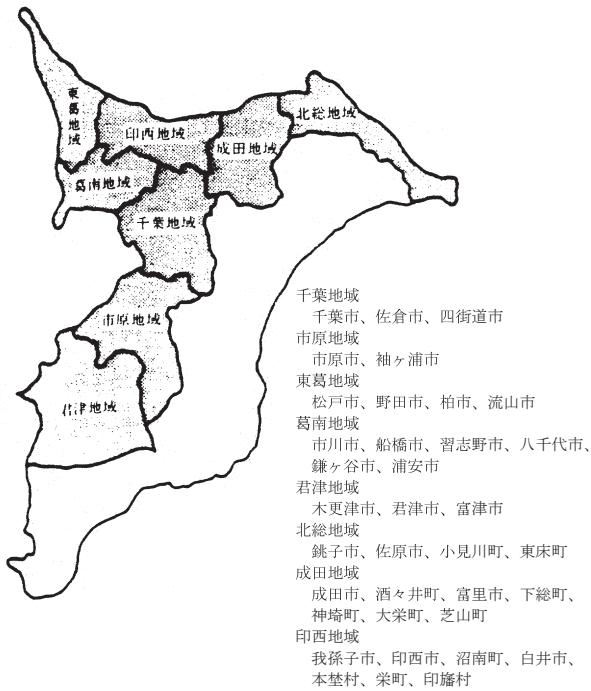 東葛地域
印西地域
成田地域
北総地域
葛南地域
千葉地域
市原地域
君津地域
千葉地域
千葉市、佐倉市、四街道市
市原地域
市原市、袖ヶ浦市
東葛地域
松戸市、野田市、柏市、流山市
葛南地域
市川市、船橋市、習志野市、八千代市、
鎌ヶ谷市、浦安市
君津地域
木更津市、君津市、富津市
北総地域
銚子市、佐原市、小見川町、東床町
成田地域
成田市、酒々井町、富里市、下総町、
神埼町、大栄町、芝山町
印西地域
我孫子市、印西市、沼南町、白井市、
本埜村、栄町、印旛村